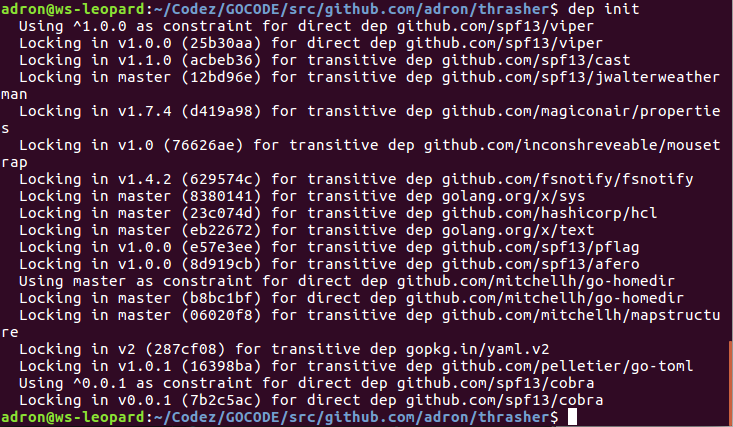 adron@ws-leopard:~/Codez/GOCODE/src/github.com/adron/thrasher$ dep init
  Using ^1.0.0 as constraint for direct dep github.com/spf13/viper
  Locking in v1.0.0 (25b30aa) for direct dep github.com/spf13/viper
  Locking in v1.1.0 (acbeb36) for transitive dep github.com/spf13/cast
  Locking in master (12bd96e) for transitive dep github.com/spf13/jwalterweather
man
  Locking in v1.7.4 (d419a98) for transitive dep github.com/magiconair/propertie
s
  Locking in v1.0 (76626ae) for transitive dep github.com/inconshreveable/mouset
rap
  Locking in v1.4.2 (629574c) for transitive dep github.com/fsnotify/fsnotify
  Locking in master (8380141) for transitive dep golang.org/x/sys
  Locking in master (23c074d) for transitive dep github.com/hashicorp/hcl
  Locking in master (eb22672) for transitive dep golang.org/x/text
  Locking in v1.0.0 (e57e3ee) for transitive dep github.com/spf13/pflag
  Locking in v1.0.0 (8d919cb) for transitive dep github.com/spf13/afero
  Using master as constraint for direct dep github.com/mitchellh/go-homedir
  Locking in master (b8bc1bf) for direct dep github.com/mitchellh/go-homedir
  Locking in master (06020f8) for transitive dep github.com/mitchellh/mapstructu
re
  Locking in v2 (287cf08) for transitive dep gopkg.in/yaml.v2
  Locking in v1.0.1 (16398ba) for transitive dep github.com/pelletier/go-toml
  Using ^0.0.1 as constraint for direct dep github.com/spf13/cobra
  Locking in v0.0.1 (7b2c5ac) for direct dep github.com/spf13/cobra
adron@ws-leopard:~/Codez/GOCODE/src/github.com/adron/thrasher$